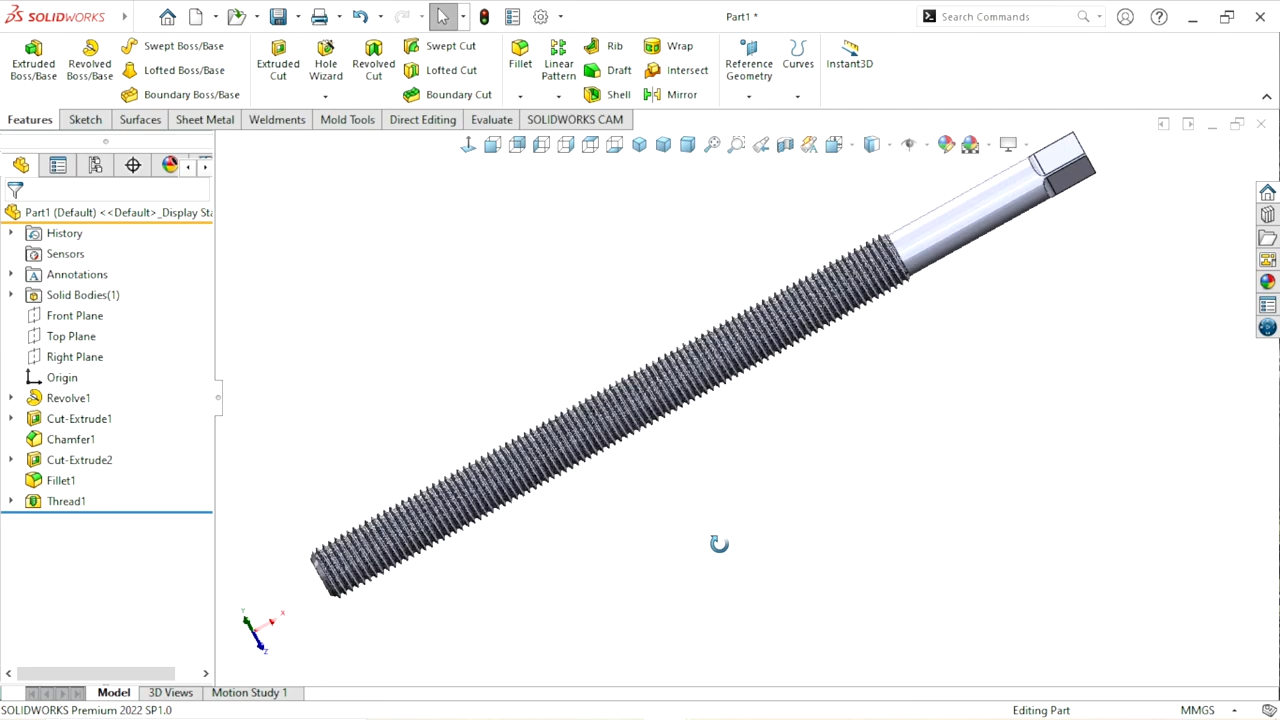 SOLIDWORKS
Part1 *
Search Commands
Extruded Boss/Base
Revolved Boss/Base
Swept Boss/Base
Lofted Boss/Base
Boundary Boss/Base
Extruded Cut
Hole Wizard
Revolved Cut
Swept Cut
Lofted Cut
Boundary Cut
Fillet
Linear Pattern
Rib
Draft
Shell
Wrap
Intersect
Mirror
Reference Geometry
Curves
Instant3D
Features Sketch Surfaces Sheet Metal Weldments Mold Tools Direct Editing Evaluate SOLIDWORKS CAM
Part1 (Default) <<Default>_Display Sta
History
Sensors
Annotations
Solid Bodies(1)
Front Plane
Top Plane
Right Plane
Origin
Revolve1
Cut-Extrude1
Chamfer1
Cut-Extrude2
Fillet1
Thread1
Y
X
Z
Model 3D Views Motion Study 1
SOLIDWORKS Premium 2022 SP1.0 Editing Part MMGS